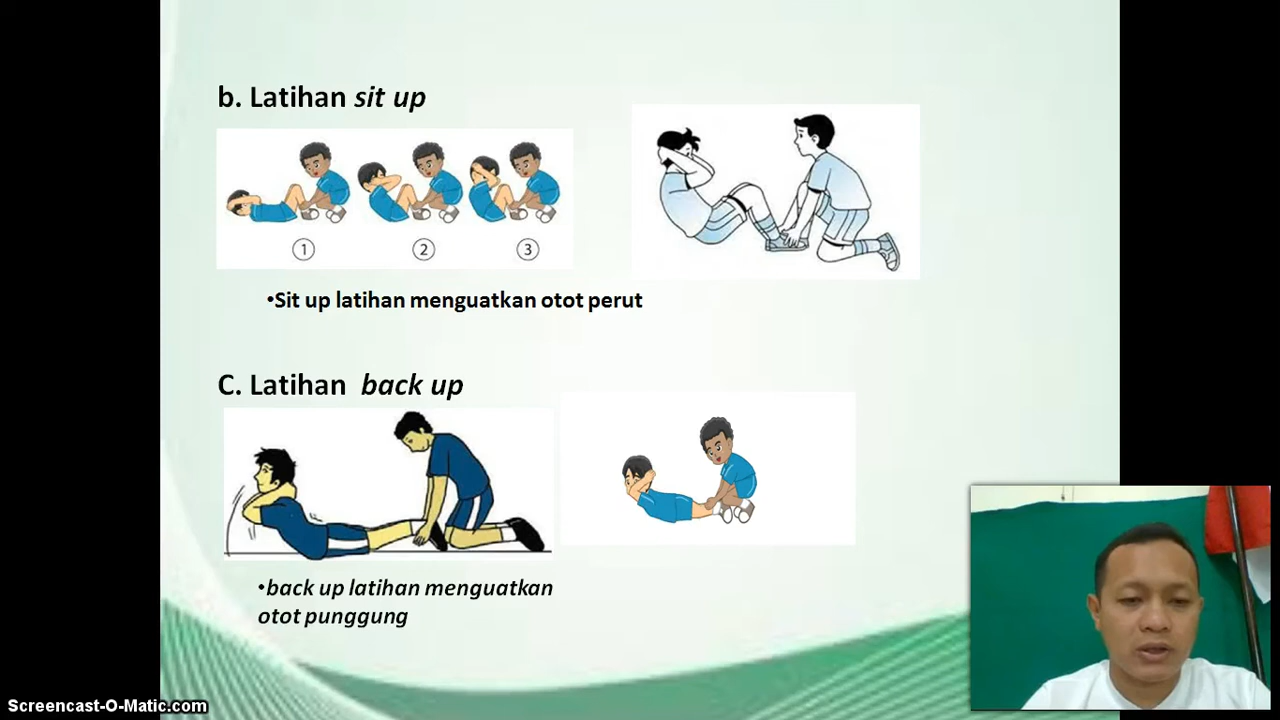 b. Latihan sit up
1 2 3
•Sit up latihan menguatkan otot perut
C. Latihan back up
•back up latihan menguatkan
otot punggung
Screencast-O-Matic.com